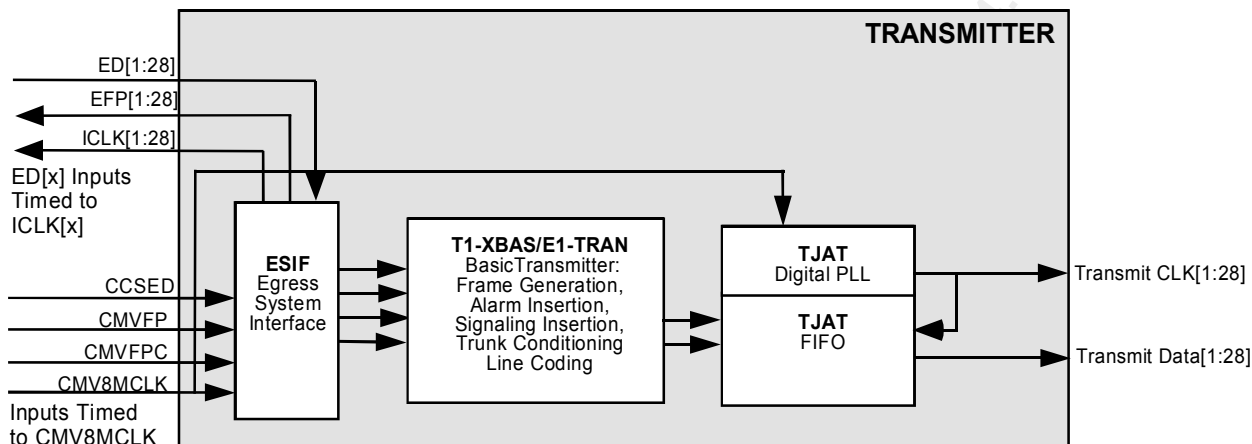 TRANSMITTER
ED[1:28]
EFP[1:28]
ICLK[1:28]
ED[x] Inputs
Timed to
ICLK[x]
CCSED
CMVFP
CMVFPC
CMV8MCLK
Inputs Timed
to CMV8MCLK
ESIF
Egress
System
Interface
T1-XBAS/E1-TRAN
BasicTransmitter:
Frame Generation,
Alarm Insertion,
Signaling Insertion,
Trunk Conditioning
Line Coding
TJAT
Digital PLL
TJAT
FIFO
Transmit CLK[1:28]
Transmit Data[1:28]